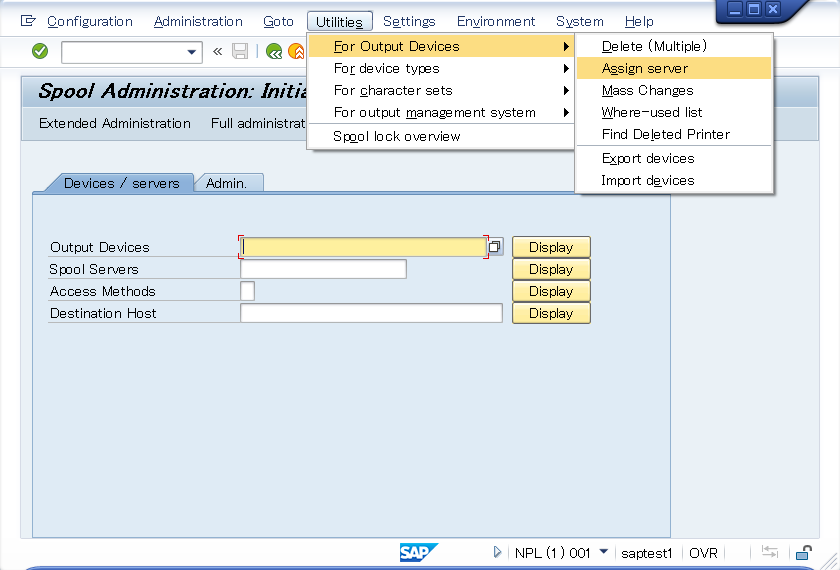 Configuration Administration Goto Utilities Settings Environment System Help
For Output Devices
For device types
For character sets
For output management system
Spool lock overview
Delete (Multiple)
Assign server
Mass Changes
Where-used list
Find Deleted Printer
Export devices
Import devices
Spool Administration: Initia
Extended Administration Full administrat
Devices / servers Admin.
Output Devices Display
Spool Servers Display
Access Methods Display
Destination Host Display
SAP NPL (1) 001 saptest1 OVR